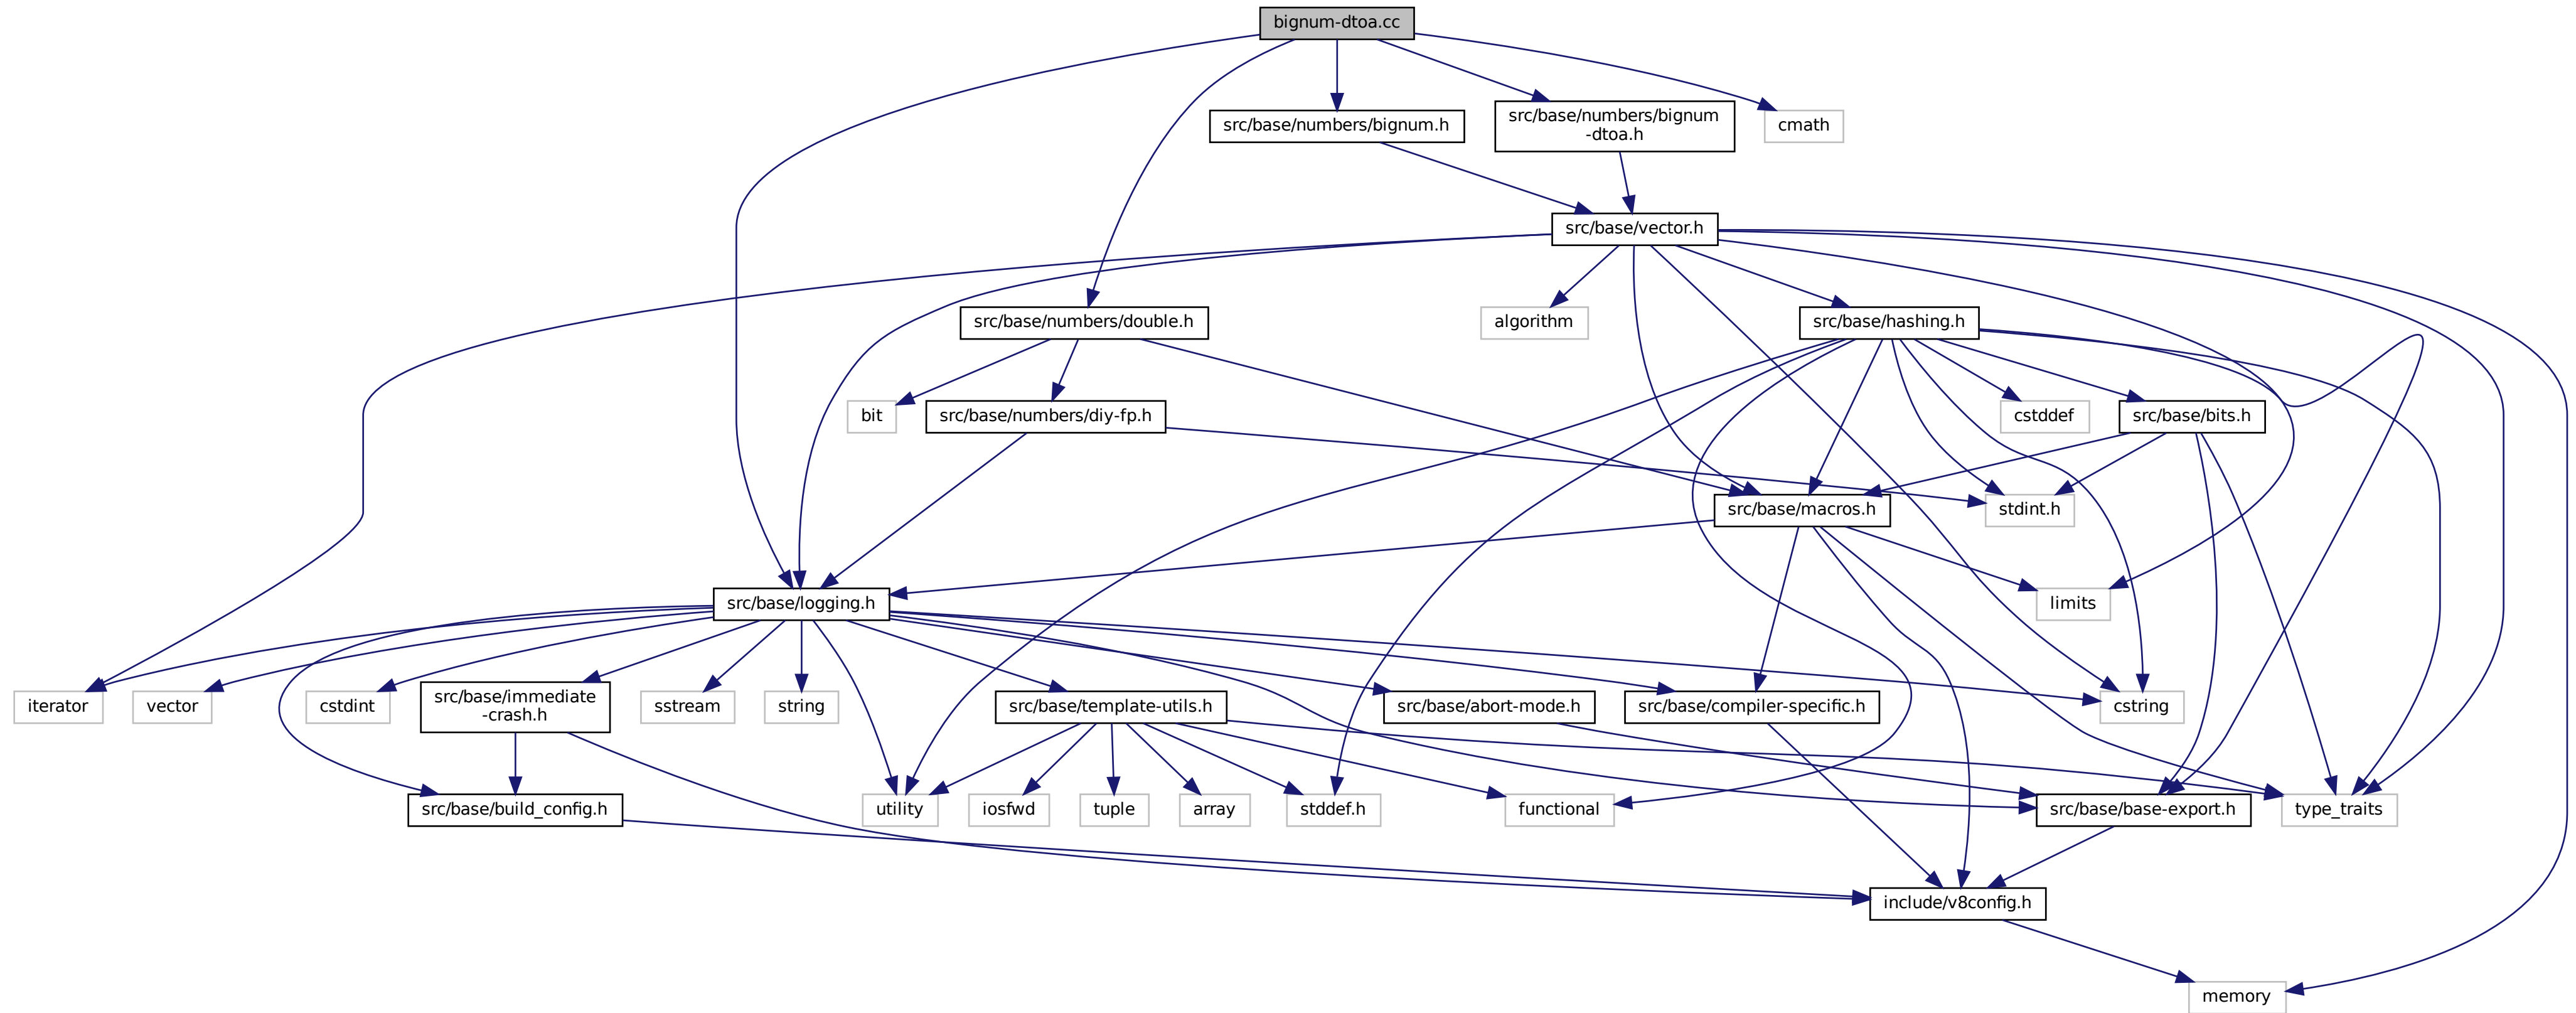 bignum-dtoa.cc
src/base/numbers/bignum.h
src/base/numbers/bignum
-dtoa.h
cmath
src/base/vector.h
src/base/numbers/double.h
algorithm
src/base/hashing.h
bit
src/base/numbers/diy-fp.h
cstddef
src/base/bits.h
src/base/macros.h
stdint.h
src/base/logging.h
limits
iterator
vector
cstdint
src/base/immediate
-crash.h
sstream
string
src/base/template-utils.h
src/base/abort-mode.h
src/base/compiler-specific.h
cstring
src/base/build_config.h
utility
iosfwd
tuple
array
stddef.h
functional
src/base/base-export.h
type_traits
include/v8config.h
memory